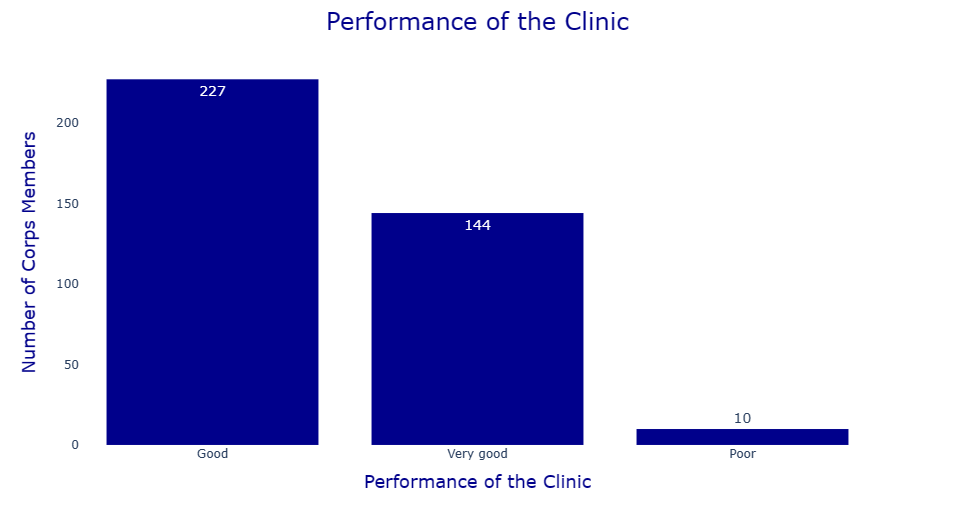 Performance of the Clinic
Number of Corps Members
200
150
100
50
0
227
144
10
Good
Very good
Poor
Performance of the Clinic